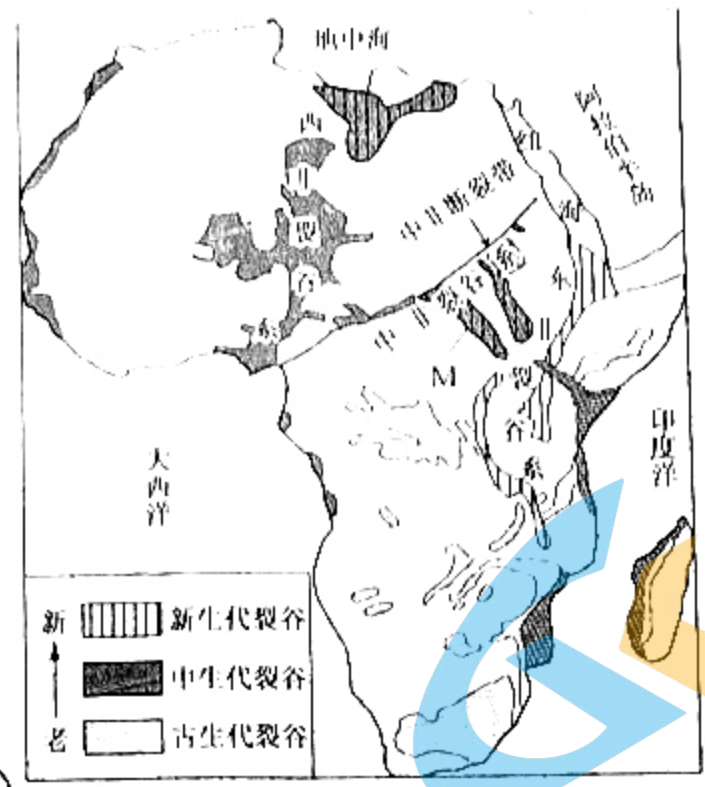 地中海
阿拉伯半岛
西
非
裂
谷
系
中非断裂带
红
海
东
非
裂
谷
系
中非裂谷系
M
大西洋
印度洋
新
老
新生代裂谷
中生代裂谷
古生代裂谷